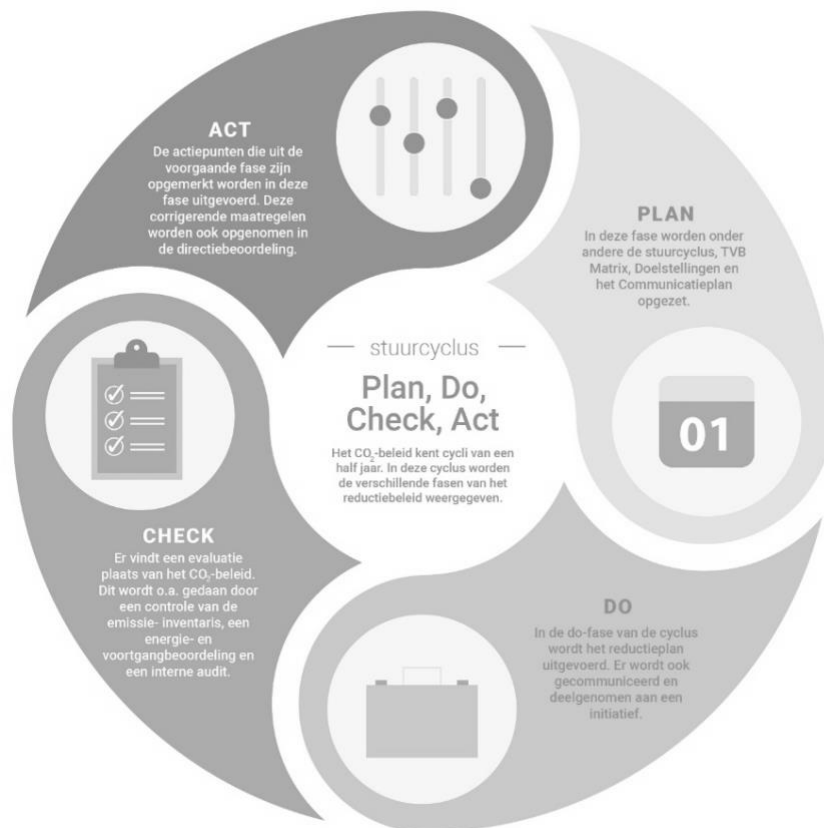 ACT
De actiepunten die uit de
voorgaande fase zijn
opgemerkt worden in deze
fase uitgevoerd. Deze
corrigerende maatregelen
worden ook opgenomen in
de directiebeoordeling.
PLAN
In deze fase worden onder
andere de stuurcyclus, TVB
Matrix, Doelstellingen en
het Communicatieplan
opgezet.
01
stuurcyclus
Plan, Do,
Check, Act
Het CO₂-beleid kent cycli van een
half jaar. In deze cyclus worden
de verschillende fasen van het
reductiebeleid weergegeven.
CHECK
Er vindt een evaluatie
plaats van het CO₂-beleid.
Dit wordt o.a. gedaan door
een controle van de
emissie- inventaris, een
energie- en
voortgangbeoordeling en
een interne audit.
DO
In de do-fase van de cyclus
wordt het reductieplan
uitgevoerd. Er wordt ook
gecommuniceerd en
deelgenomen aan een
initiatief.